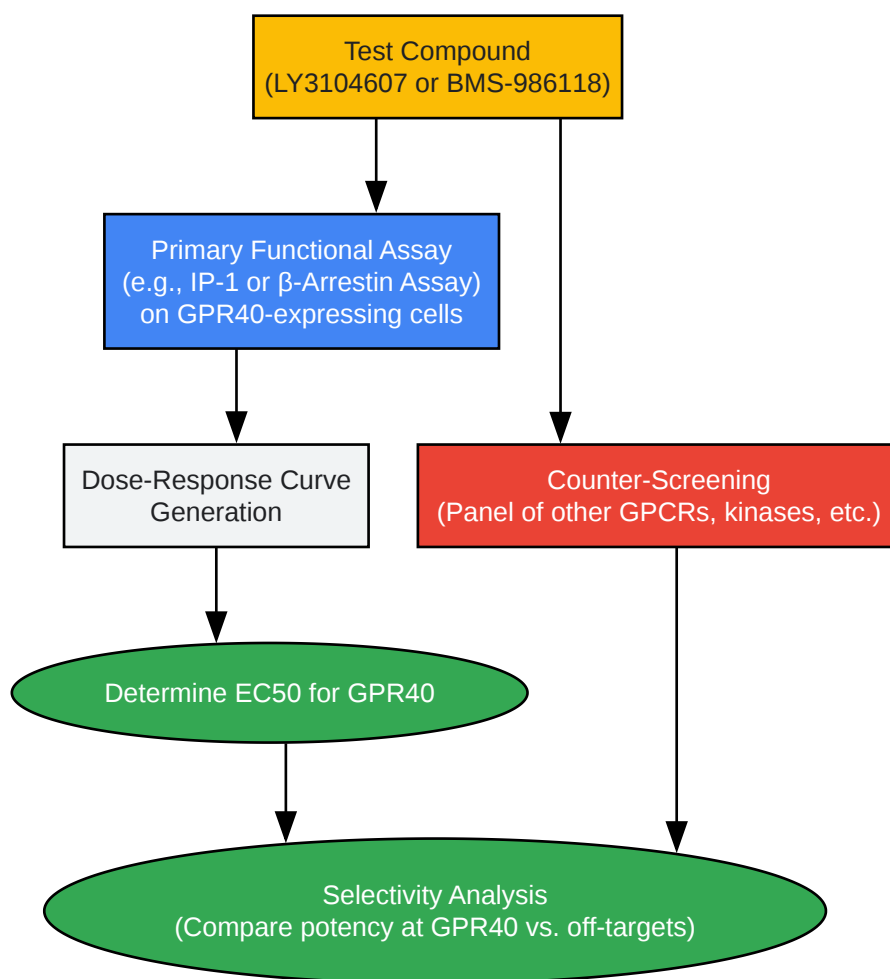 Test Compound
(LY3104607 or BMS-986118)
Primary Functional Assay
(e.g., IP-1 or β-Arrestin Assay)
on GPR40-expressing cells
Dose-Response Curve
Generation
Counter-Screening
(Panel of other GPCRs, kinases, etc.)
Determine EC50 for GPR40
Selectivity Analysis
(Compare potency at GPR40 vs. off-targets)